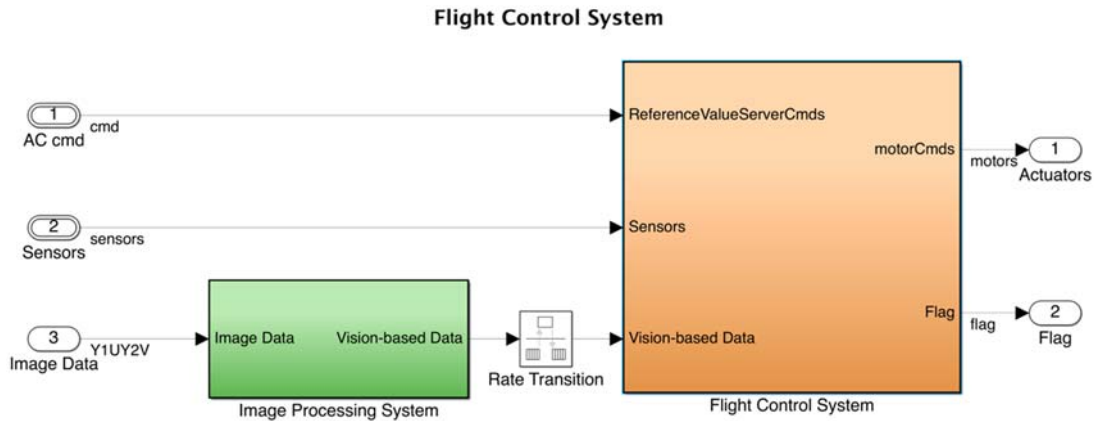 Flight Control System
1
AC cmd
cmd
ReferenceValueServerCmds
motorCmds
motors
1
Actuators
2
Sensors
sensors
Sensors
3
Image Data
Y1UY2V
Image Data
Vision-based Data
Image Processing System
Rate Transition
Vision-based Data
Flag
flag
2
Flag
Flight Control System